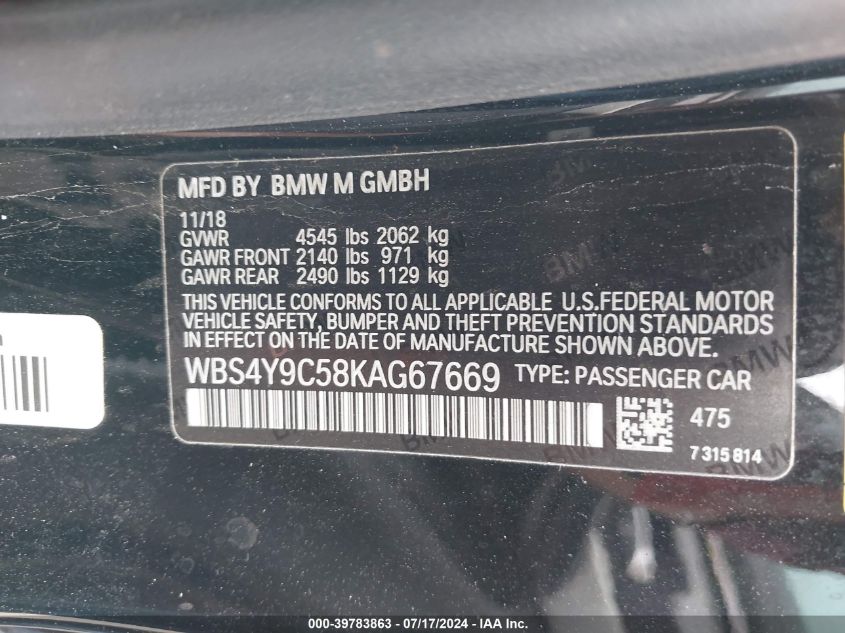 MFD BY BMW M GMBH
11/18
GVWR 4545 lbs 2062 kg
GAWR FRONT 2140 lbs 971 kg
GAWR REAR 2490 lbs 1129 kg
THIS VEHICLE CONFORMS TO ALL APPLICABLE U.S.FEDERAL MOTOR
VEHICLE SAFETY, BUMPER AND THEFT PREVENTION STANDARDS
IN EFFECT ON THE DATE OF MANUFACTURE SHOWN ABOVE.
WBS4Y9C58KAG67669 TYPE: PASSENGER CAR
475
7 315 814
000-39783863 - 07/17/2024 - IAAI.COM